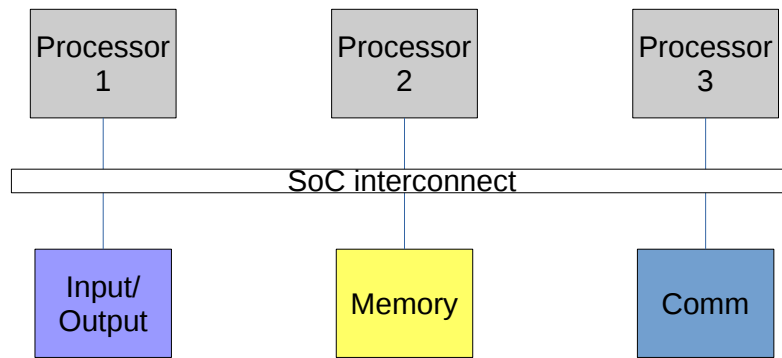 Processor
1
Processor
2
Processor
3
SoC interconnect
Input/
Output
Memory
Comm